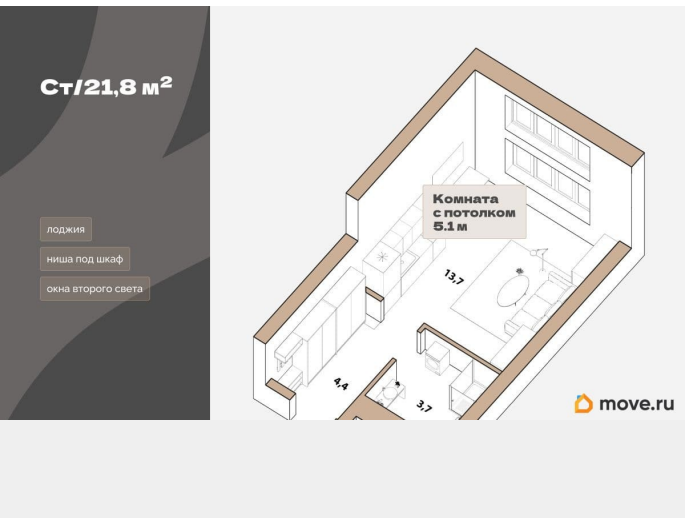 Ст/21,8 м²
лоджия
ниша под шкаф
окна второго света
Комната
с потолком
5.1 м
13,7
4,4
3,7
move.ru